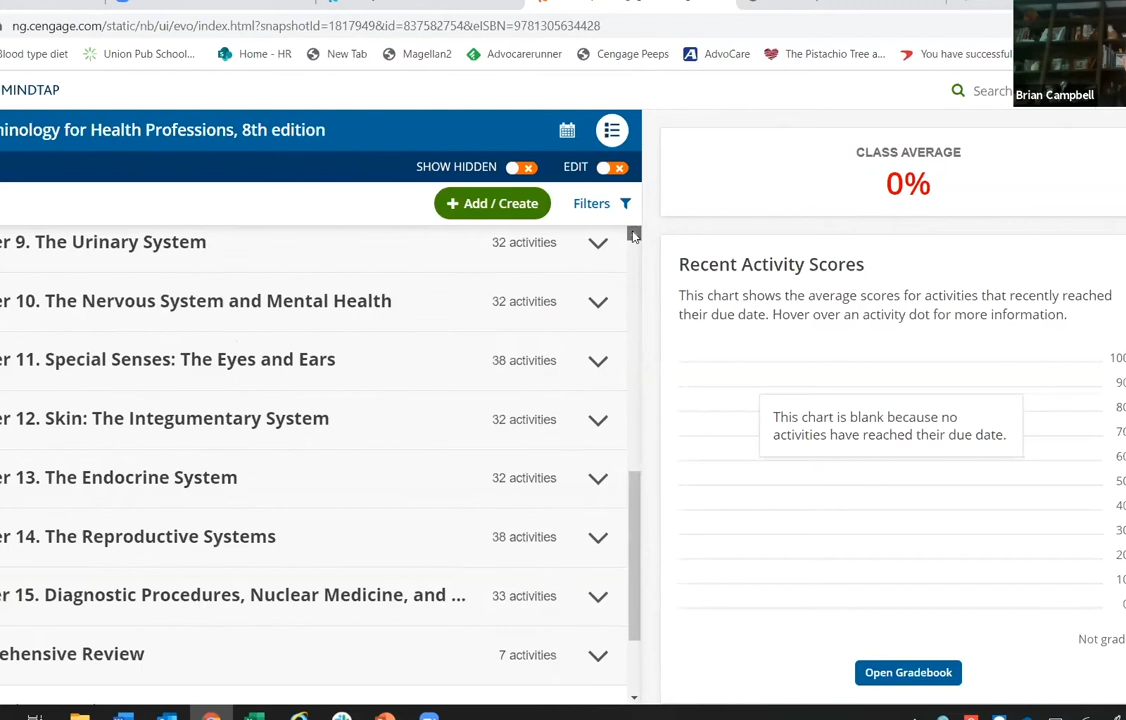 ng.cengage.com/static/nb/ui/evo/index.html?snapshotId=1817949&id=837582754&eISBN=9781305634428
Blood type diet Union Pub School... Home - HR New Tab Magellan2 Advocarerunner Cengage Peeps AdvoCare The Pistachio Tree a... You have successful
MINDTAP
Search
Brian Campbell
minology for Health Professions, 8th edition
SHOW HIDDEN EDIT
+ Add / Create
Filters
er 9. The Urinary System 32 activities
er 10. The Nervous System and Mental Health 32 activities
er 11. Special Senses: The Eyes and Ears 38 activities
er 12. Skin: The Integumentary System 32 activities
er 13. The Endocrine System 32 activities
er 14. The Reproductive Systems 38 activities
er 15. Diagnostic Procedures, Nuclear Medicine, and ... 33 activities
ehensive Review 7 activities
CLASS AVERAGE
0%
Recent Activity Scores
This chart shows the average scores for activities that recently reached
their due date. Hover over an activity dot for more information.
100
90
80
70
60
50
40
30
20
10
0
This chart is blank because no
activities have reached their due date.
Not grad
Open Gradebook